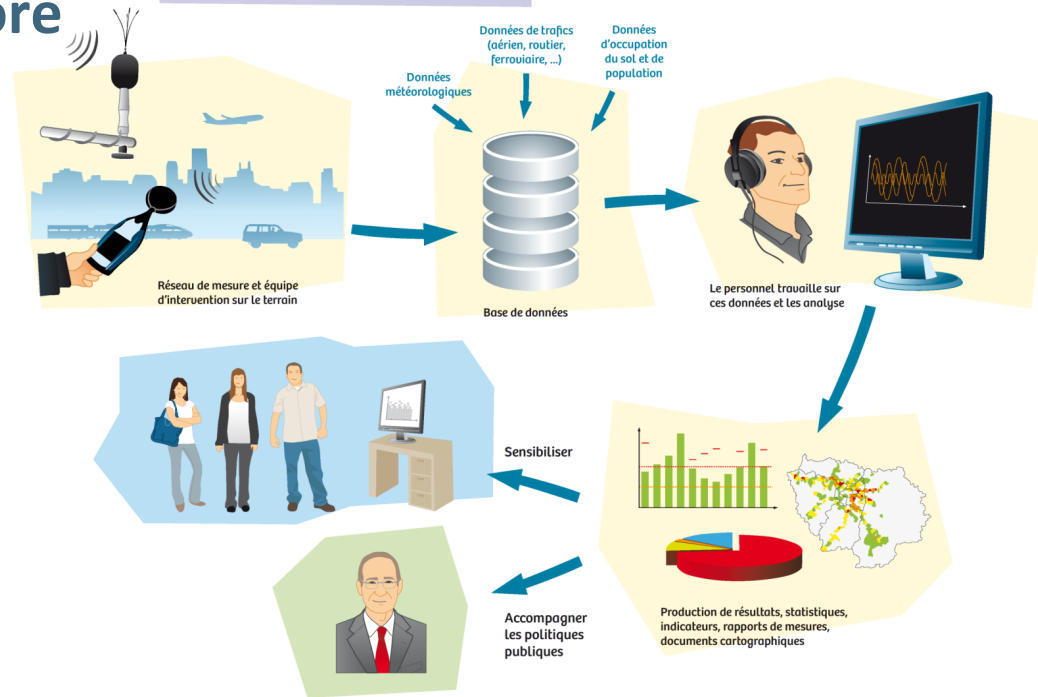 Données de trafics
(aérien, routier,
ferroviaire, ...)
Données
d'occupation
du sol et de
population
Données
météorologiques
Réseau de mesure et équipe
d'intervention sur le terrain
Base de données
Le personnel travaille sur
ces données et les analyse
Sensibiliser
Accompagner
les politiques
publiques
Production de résultats, statistiques,
indicateurs, rapports de mesures,
documents cartographiques